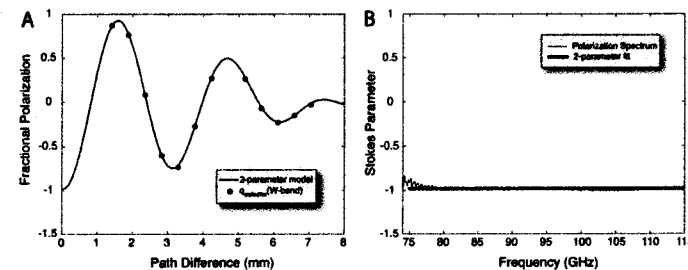 A
1
0.5
0
-0.5
-1
-1.5
Fractional Polarization
2-parameter model
(W-band)
0 1 2 3 4 5 6 7 8
Path Difference (mm)
B
1
0.5
0
-0.5
-1
-1.5
Stokes Parameter
Polarization Spectrum
2-parameter fit
75 80 85 90 95 100 105 110 115
Frequency (GHz)